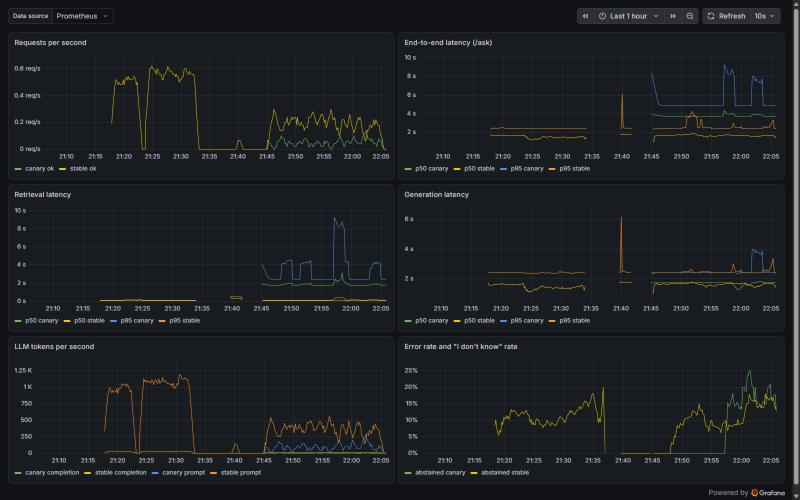 Data source Prometheus
Last 1 hour Refresh 10s
Requests per second
0.6 req/s
0.4 req/s
0.2 req/s
0 req/s
21:10 21:15 21:20 21:25 21:30 21:35 21:40 21:45 21:50 21:55 22:00 22:05
canary ok stable ok
End-to-end latency (/ask)
10 s
8 s
6 s
4 s
2 s
21:10 21:15 21:20 21:25 21:30 21:35 21:40 21:45 21:50 21:55 22:00 22:05
p50 canary p50 stable p95 canary p95 stable
Retrieval latency
10 s
8 s
6 s
4 s
2 s
0 s
21:10 21:15 21:20 21:25 21:30 21:35 21:40 21:45 21:50 21:55 22:00 22:05
p50 canary p50 stable p95 canary p95 stable
Generation latency
6 s
4 s
2 s
21:10 21:15 21:20 21:25 21:30 21:35 21:40 21:45 21:50 21:55 22:00 22:05
p50 canary p50 stable p95 canary p95 stable
LLM tokens per second
1.25 K
1 K
750
500
250
0
21:10 21:15 21:20 21:25 21:30 21:35 21:40 21:45 21:50 21:55 22:00 22:05
canary completion stable completion canary prompt stable prompt
Error rate and "I don't know" rate
25%
20%
15%
10%
5%
0%
21:10 21:15 21:20 21:25 21:30 21:35 21:40 21:45 21:50 21:55 22:00 22:05
abstained canary abstained stable
Powered by Grafana